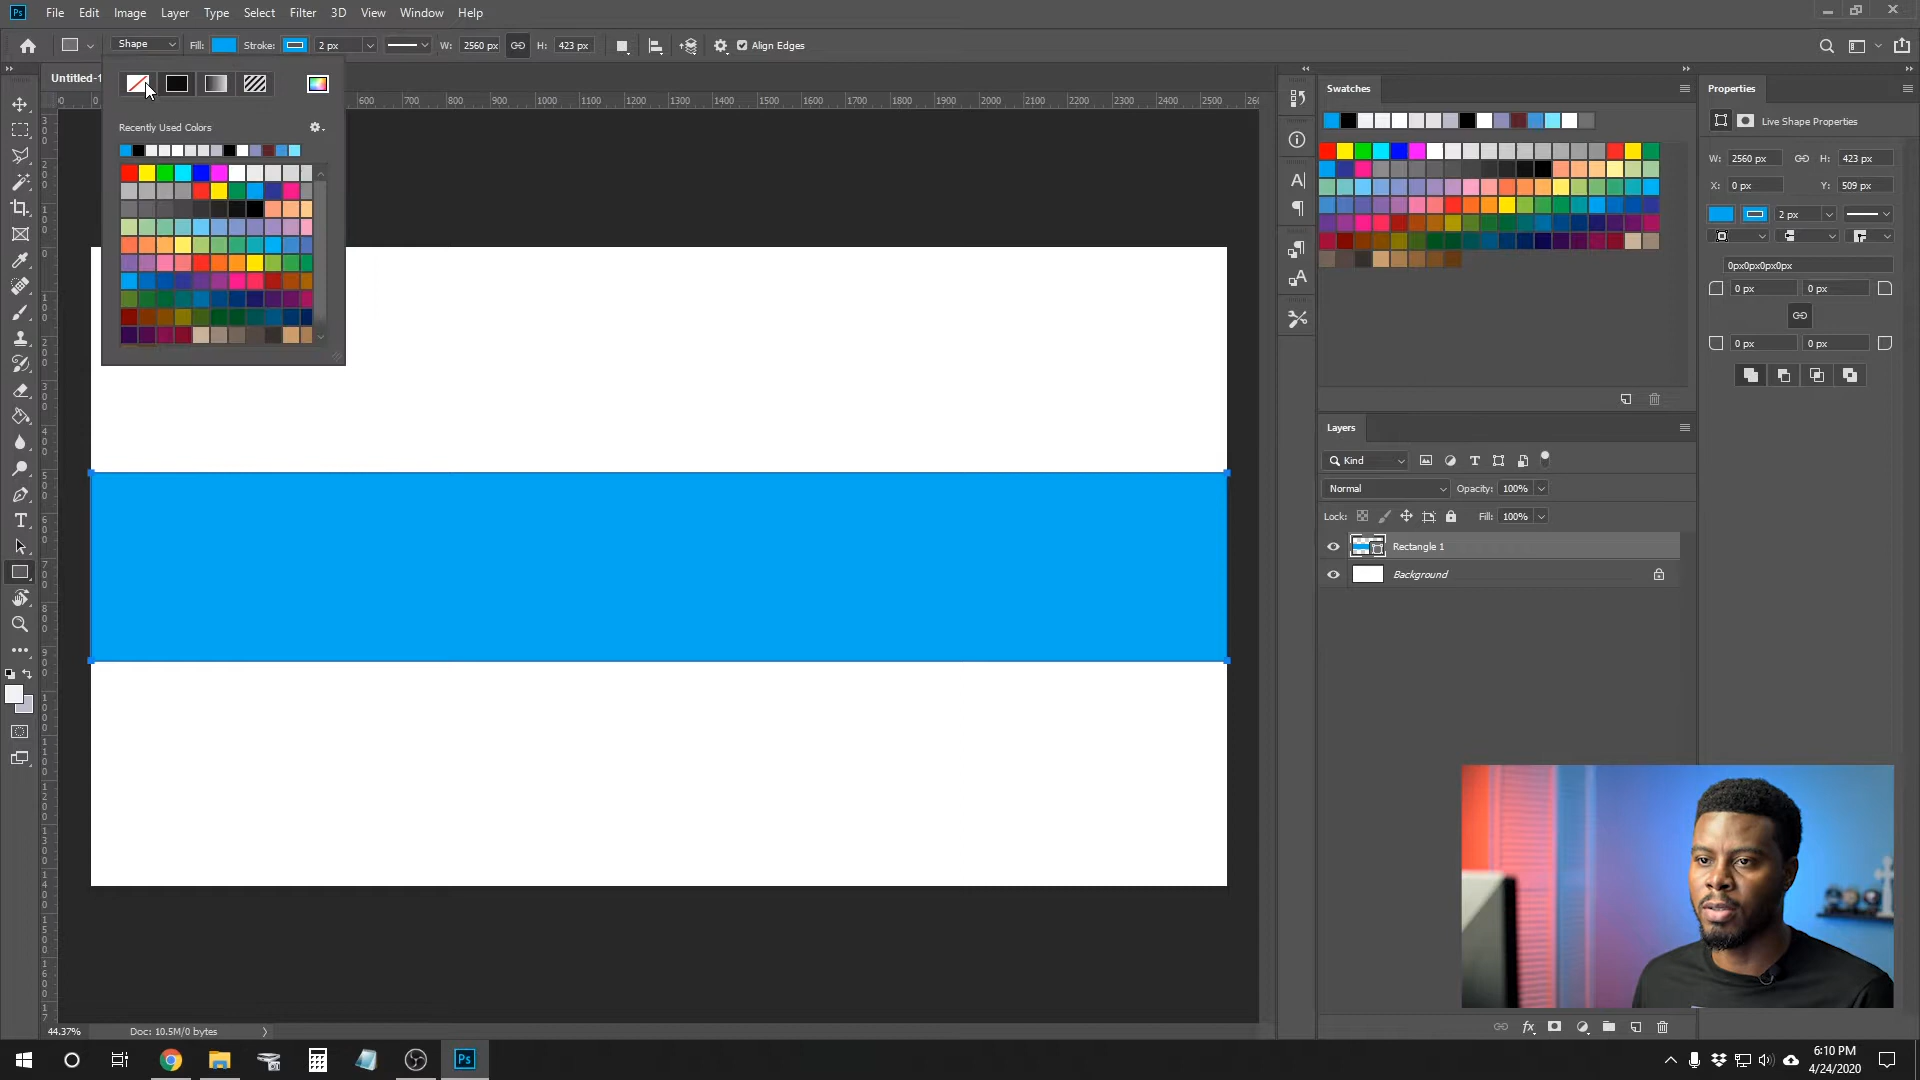 Ps File Edit Image Layer Type Select Filter 3D View Window Help
Shape Fill: Stroke: 2 px W: 2560 px H: 423 px Align Edges
Untitled-1
600 700 800 900 1000 1100 1200 1300 1400 1500 1600 1700 1800 1900 2000 2100 2200 2300 2400 2500
Recently Used Colors
Swatches
Properties
Live Shape Properties
W: 2560 px H: 423 px
X: 0 px Y: 509 px
2 px
0px0px0px0px
0 px 0 px
0 px 0 px
Layers
Kind
Normal Opacity: 100%
Lock: Fill: 100%
Rectangle 1
Background
44.37% Doc: 10.5M/0 bytes
Ps
6:10 PM
4/24/2020